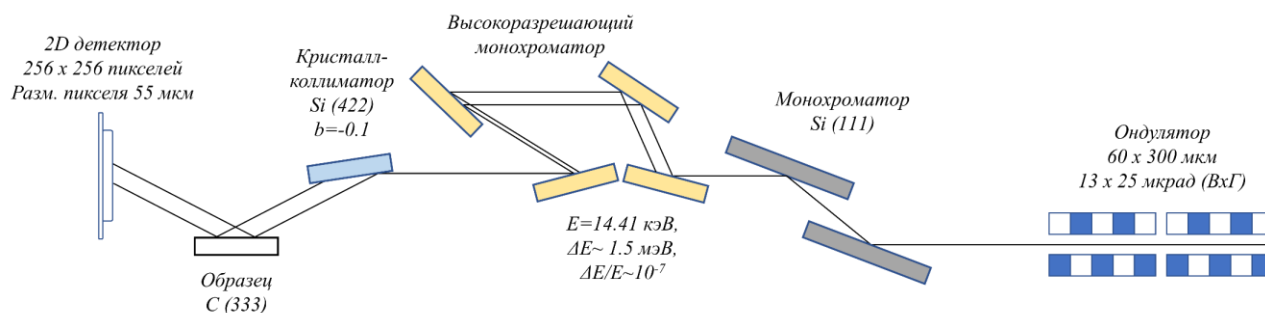 2D детектор
256 x 256 пикселей
Разм. пикселя 55 мкм
Кристалл-
коллиматор
Si (422)
b=-0.1
Высокоразрешающий
монохроматор
Монохроматор
Si (111)
Ондулятор
60 x 300 мкм
13 x 25 мкрад (ВхГ)
E=14.41 кэВ,
ΔE~ 1.5 мэВ,
ΔE/E~10⁻⁷
Образец
C (333)